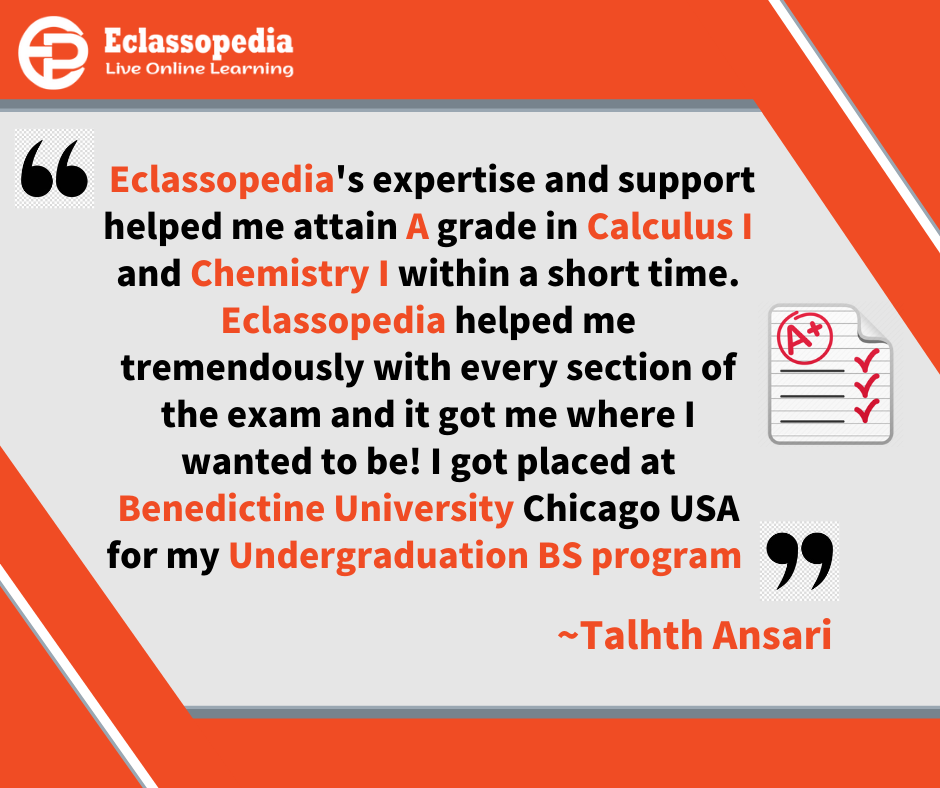 Eclassopedia
Live Online Learning
“
Eclassopedia's expertise and support
helped me attain A grade in Calculus I
and Chemistry I within a short time.
Eclassopedia helped me
tremendously with every section of
the exam and it got me where I
wanted to be! I got placed at
Benedictine University Chicago USA
for my Undergraduation BS program
”
A+
~Talhth Ansari